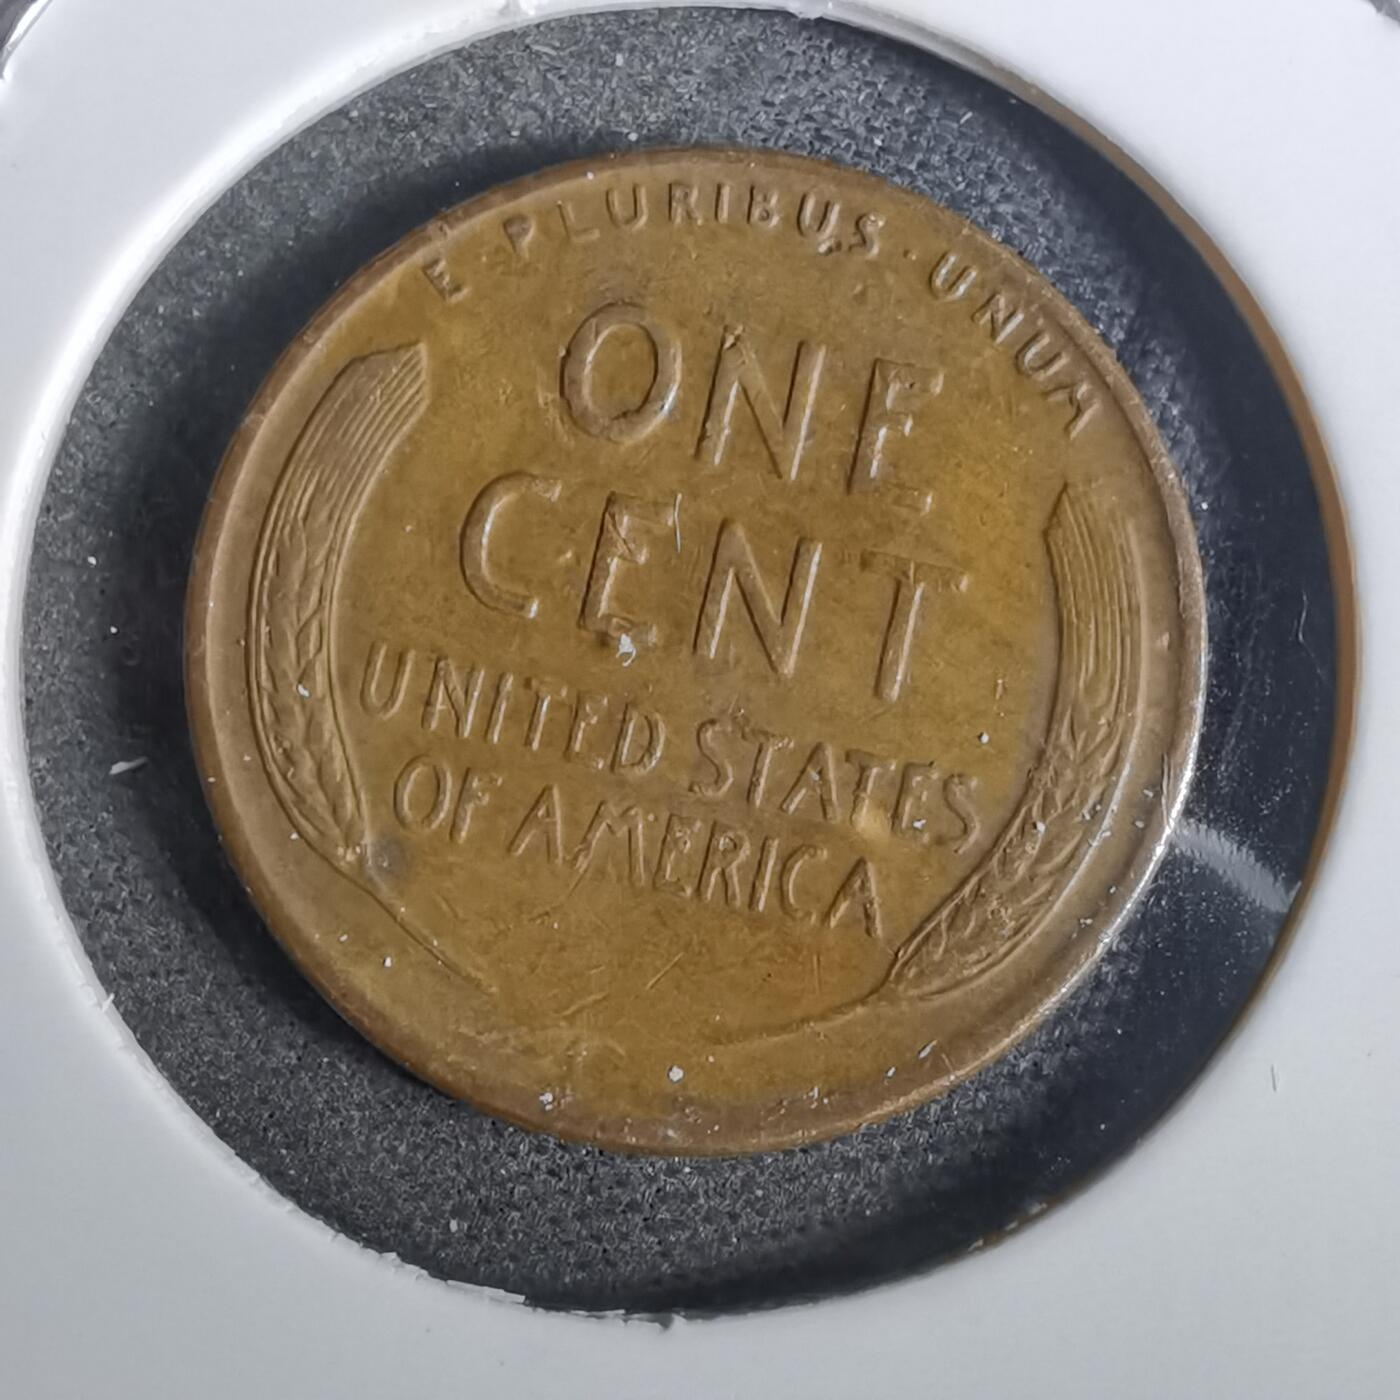 E PLURIBUS · UNUM
ONE
CENT
UNITED STATES
OF AMERICA